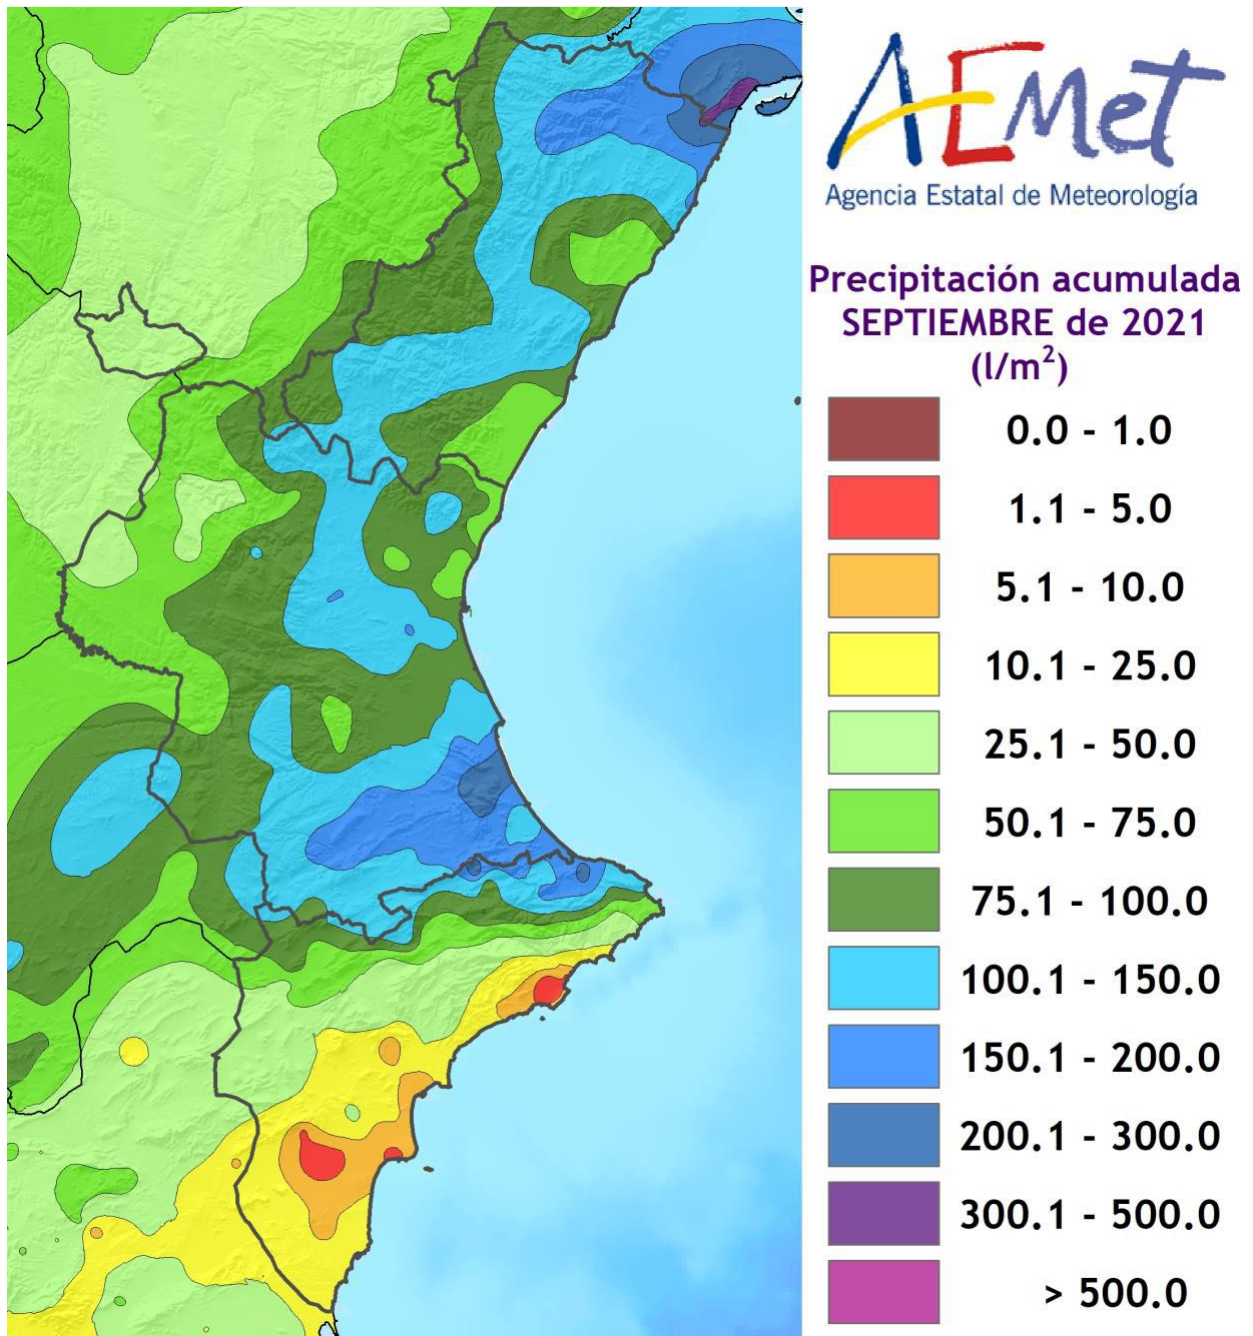 AEMet
Agencia Estatal de Meteorología
Precipitación acumulada
SEPTIEMBRE de 2021
(l/m²)
0.0 - 1.0
1.1 - 5.0
5.1 - 10.0
10.1 - 25.0
25.1 - 50.0
50.1 - 75.0
75.1 - 100.0
100.1 - 150.0
150.1 - 200.0
200.1 - 300.0
300.1 - 500.0
> 500.0